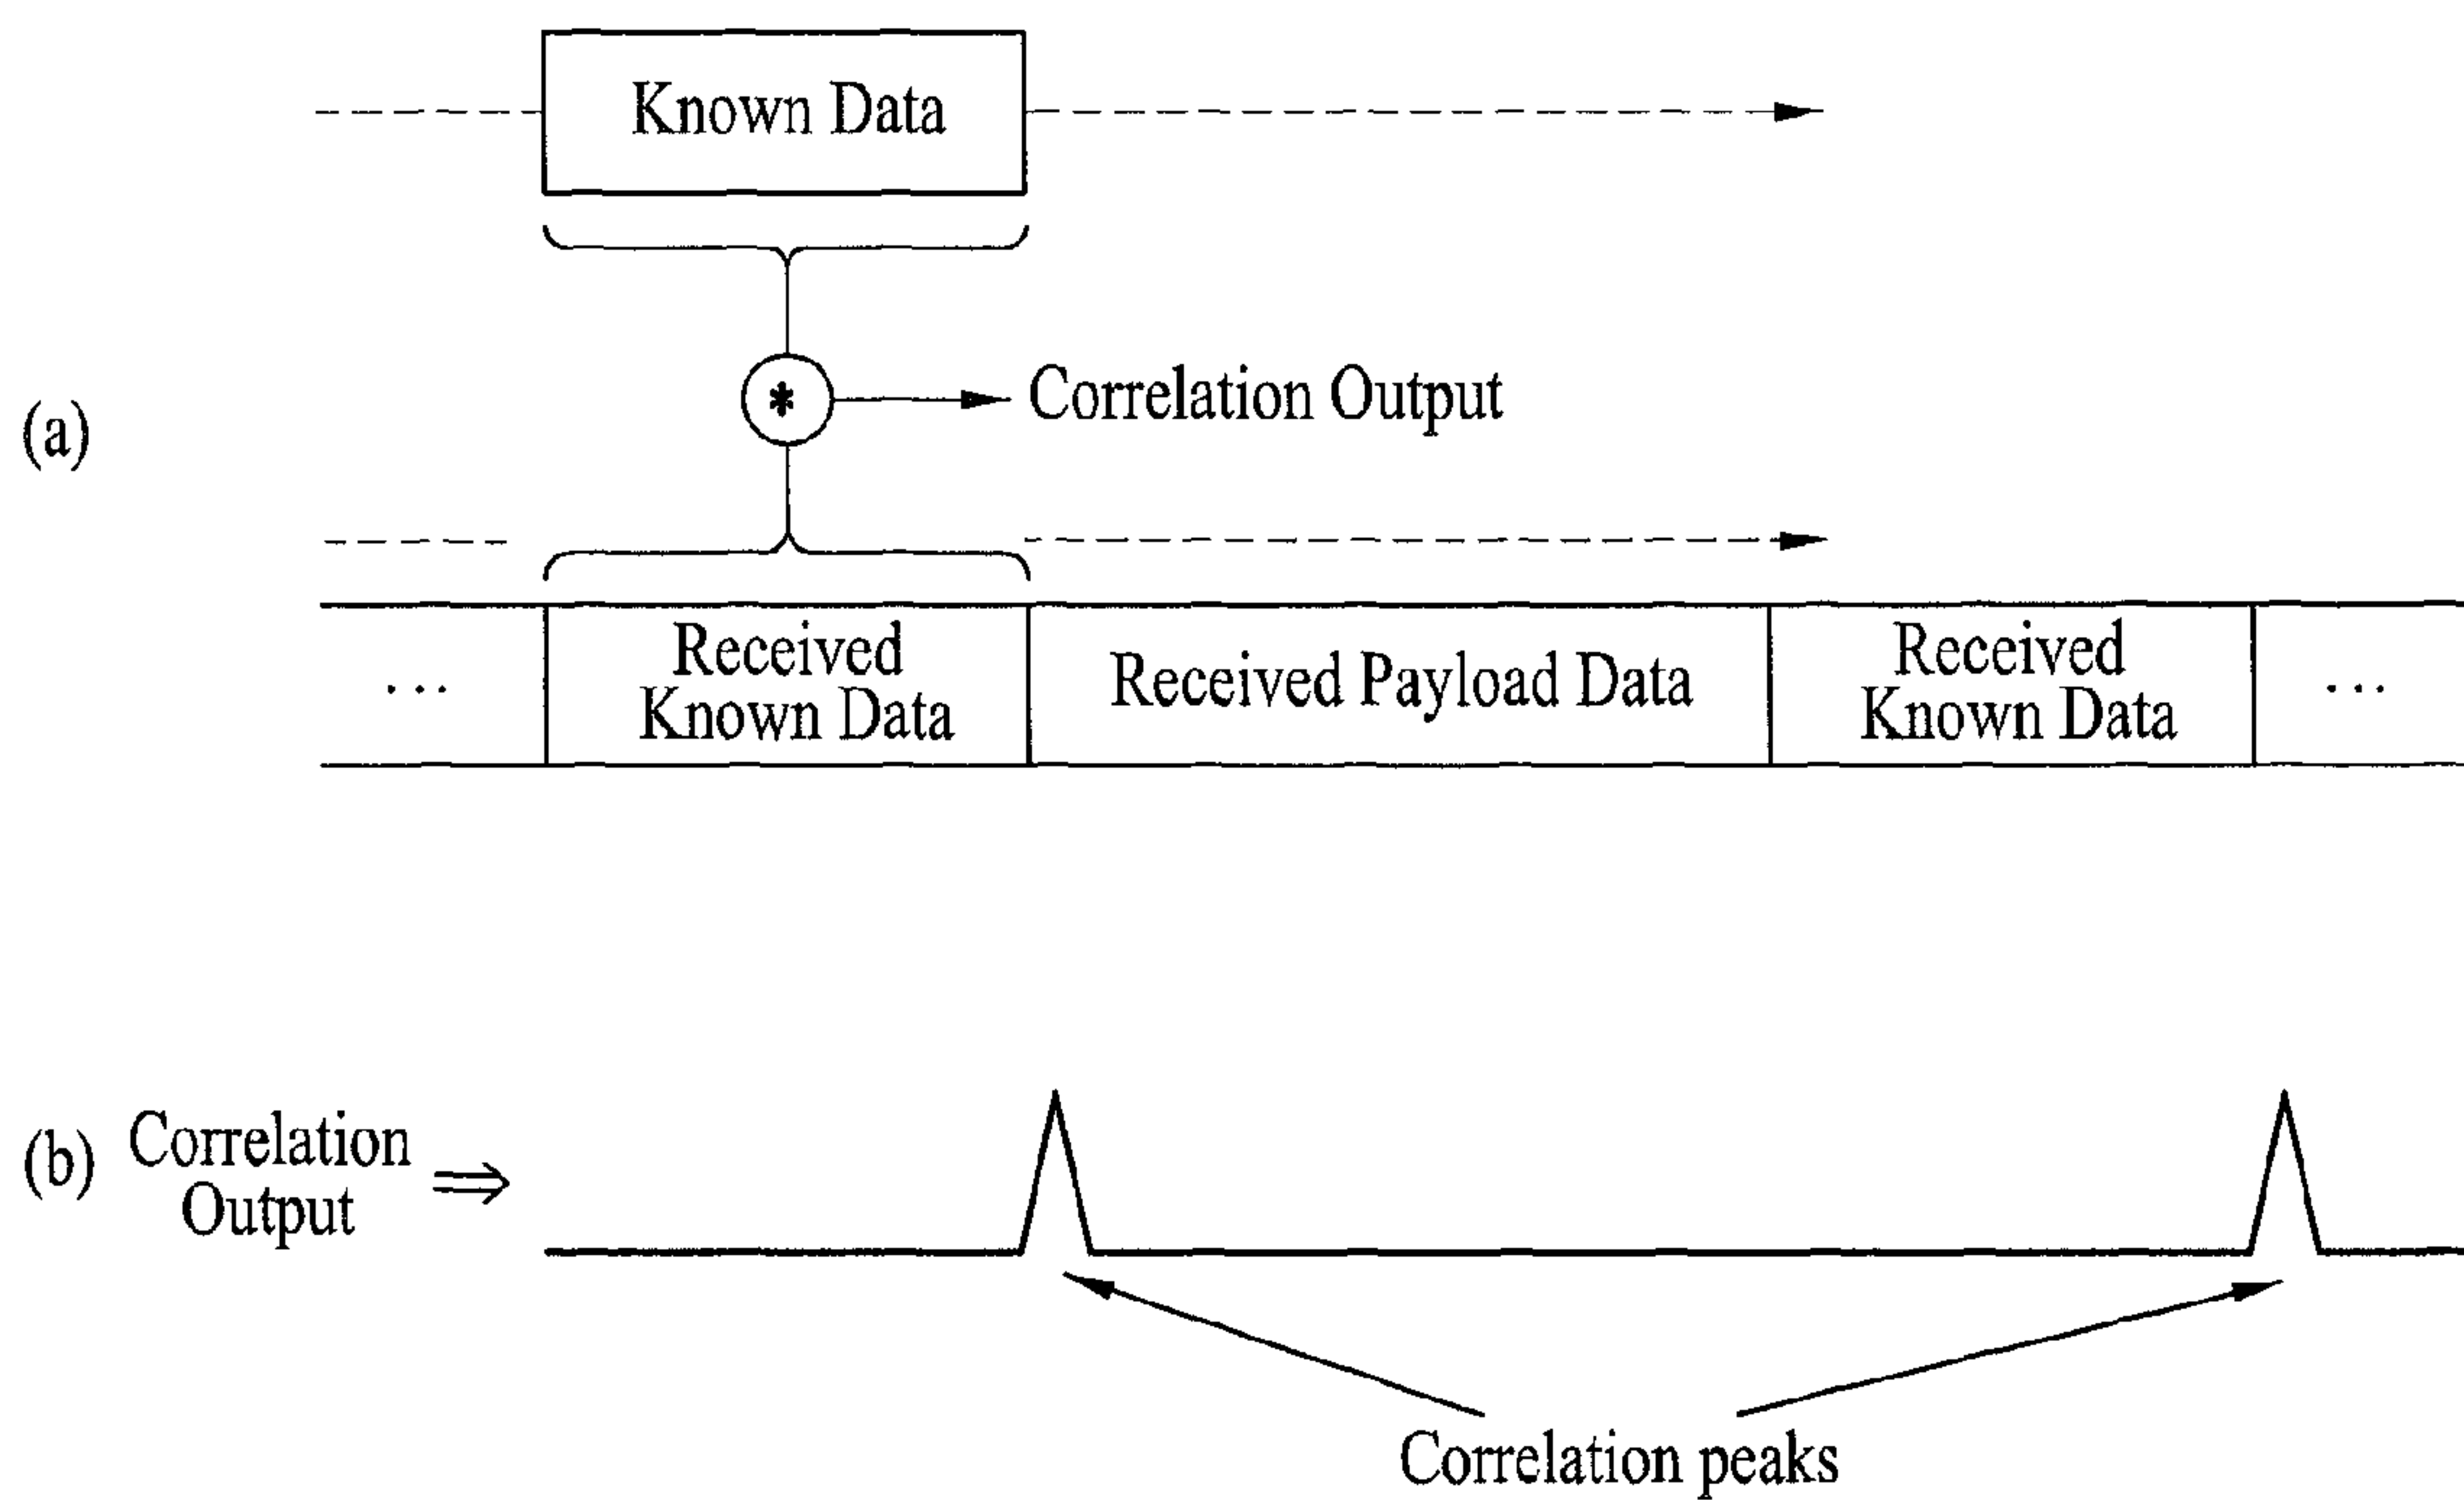 Known Data
(a)
*
Correlation Output
...
Received
Known Data
Received Payload Data
Received
Known Data
...
(b)
Correlation
Output
Correlation peaks